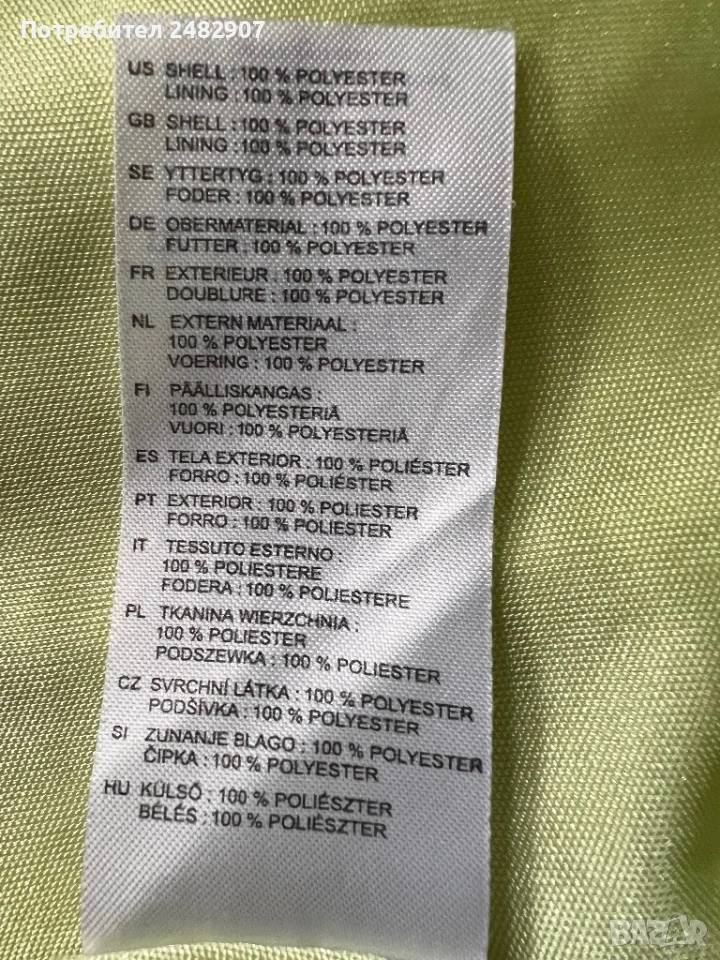 Потребител 2482907
US SHELL : 100 % POLYESTER
LINING : 100 % POLYESTER
GB SHELL : 100 % POLYESTER
LINING : 100 % POLYESTER
SE YTTERTYG : 100 % POLYESTER
FODER : 100 % POLYESTER
DE OBERMATERIAL : 100 % POLYESTER
FUTTER : 100 % POLYESTER
FR EXTERIEUR : 100 % POLYESTER
DOUBLURE : 100 % POLYESTER
NL EXTERN MATERIAAL :
100 % POLYESTER
VOERING : 100 % POLYESTER
FI PÄÄLLISKANGAS :
100 % POLYESTERIÄ
VUORI : 100 % POLYESTERIÄ
ES TELA EXTERIOR : 100 % POLIÉSTER
FORRO : 100 % POLIÉSTER
PT EXTERIOR : 100 % POLIÉSTER
FORRO : 100 % POLIESTER
IT TESSUTO ESTERNO :
100 % POLIESTERE
FODERA : 100 % POLIESTERE
PL TKANINA WIERZCHNIA :
100 % POLIESTER
PODSZEWKA : 100 % POLIESTER
CZ SVRCHNÍ LÁTKA : 100 % POLYESTER
PODŠÍVKA : 100 % POLYESTER
SI ZUNANJE BLAGO : 100 % POLYESTER
ČIPKA : 100 % POLYESTER
HU KÜLSŐ : 100 % POLIÉSZTER
BÉLÉS : 100 % POLIÉSZTER
BAZAR